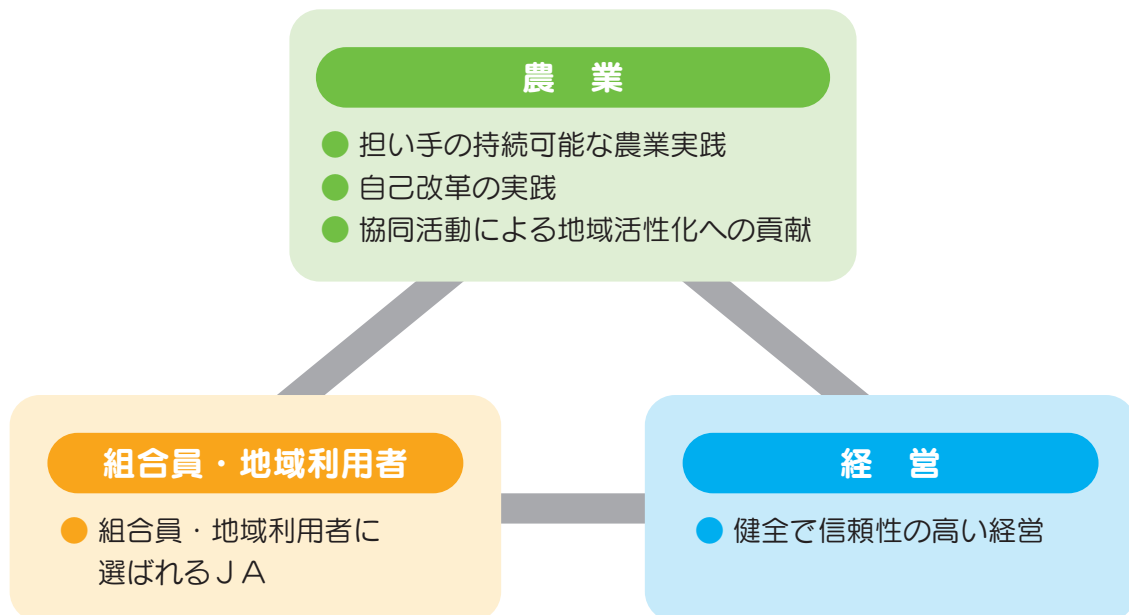 農　業
● 担い手の持続可能な農業実践
● 自己改革の実践
● 協同活動による地域活性化への貢献
組合員・地域利用者
● 組合員・地域利用者に
選ばれるＪＡ
経　営
● 健全で信頼性の高い経営